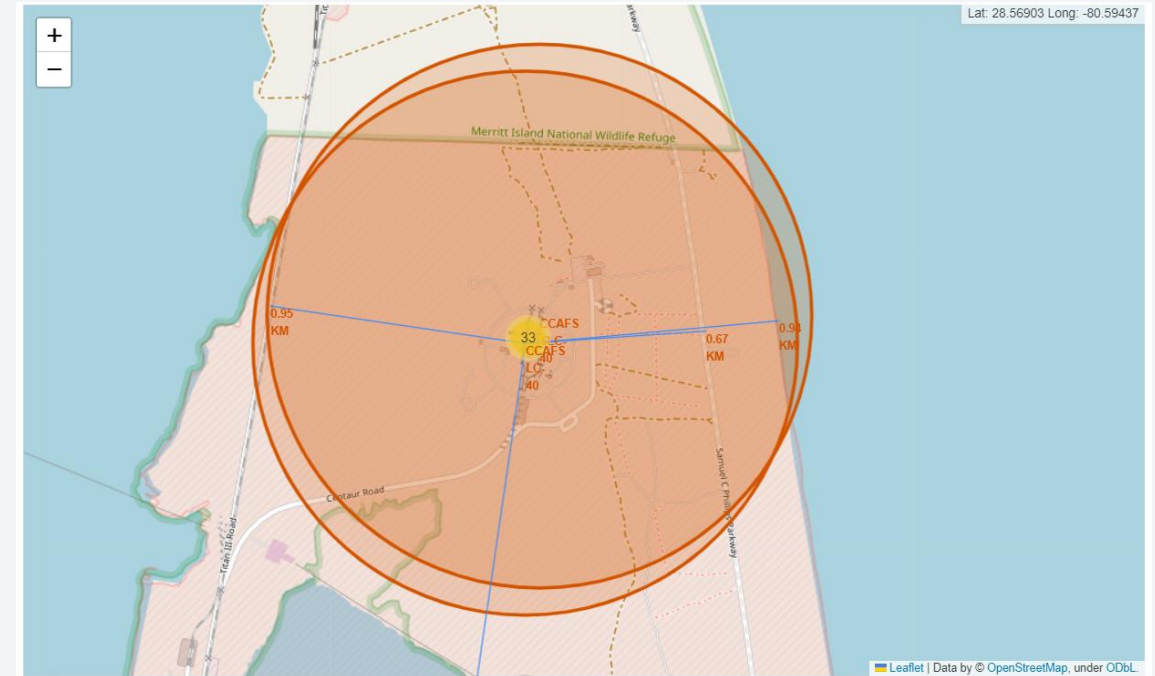 Lat: 28.56903 Long: -80.59437
+
−
Merritt Island National Wildlife Refuge
0.95
KM
CCAFS
33
CCAFS
LC-
40
40
0.94
KM
0.67
KM
Samuel C Phillips Parkway
Centaur Road
Titan III Road
Leaflet | Data by © OpenStreetMap, under ODbL.